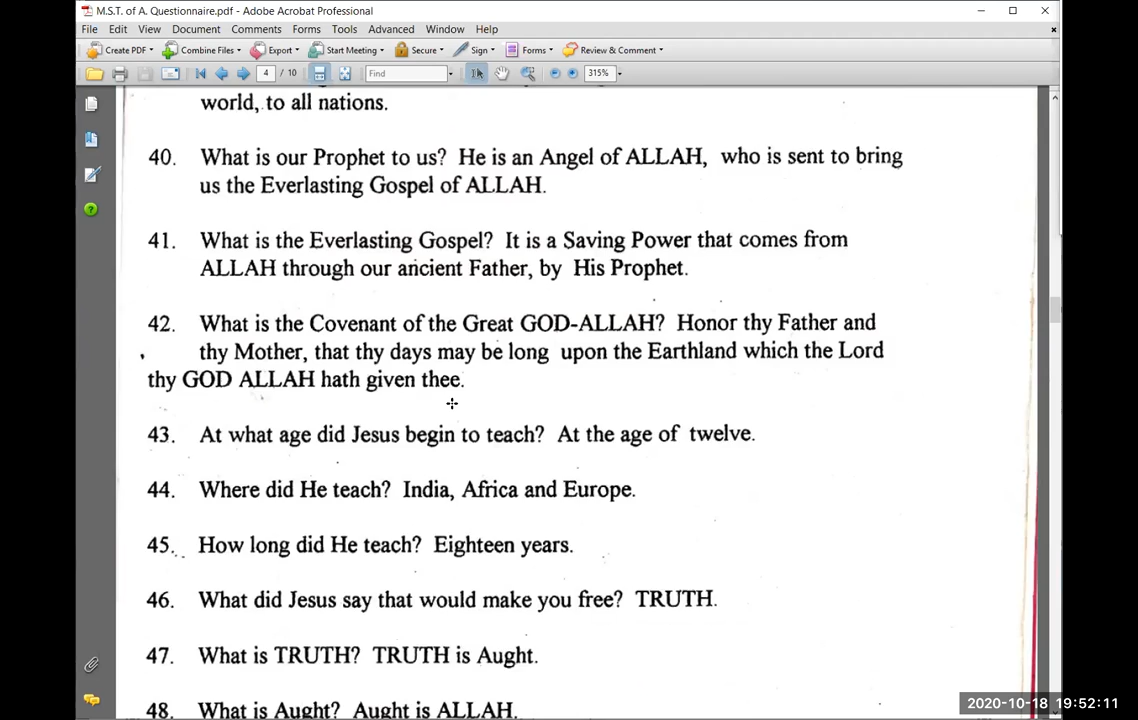 M.S.T. of A. Questionnaire.pdf - Adobe Acrobat Professional
File Edit View Document Comments Forms Tools Advanced Window Help
Create PDF Combine Files Export Start Meeting Secure Sign Forms Review & Comment
4 / 10 Find 315%
world, to all nations.
40. What is our Prophet to us? He is an Angel of ALLAH, who is sent to bring
us the Everlasting Gospel of ALLAH.
41. What is the Everlasting Gospel? It is a Saving Power that comes from
ALLAH through our ancient Father, by His Prophet.
42. What is the Covenant of the Great GOD-ALLAH? Honor thy Father and
thy Mother, that thy days may be long upon the Earthland which the Lord
thy GOD ALLAH hath given thee.
43. At what age did Jesus begin to teach? At the age of twelve.
44. Where did He teach? India, Africa and Europe.
45. How long did He teach? Eighteen years.
46. What did Jesus say that would make you free? TRUTH.
47. What is TRUTH? TRUTH is Aught.
48. What is Aught? Aught is ALLAH.
2020-10-18 19:52:11